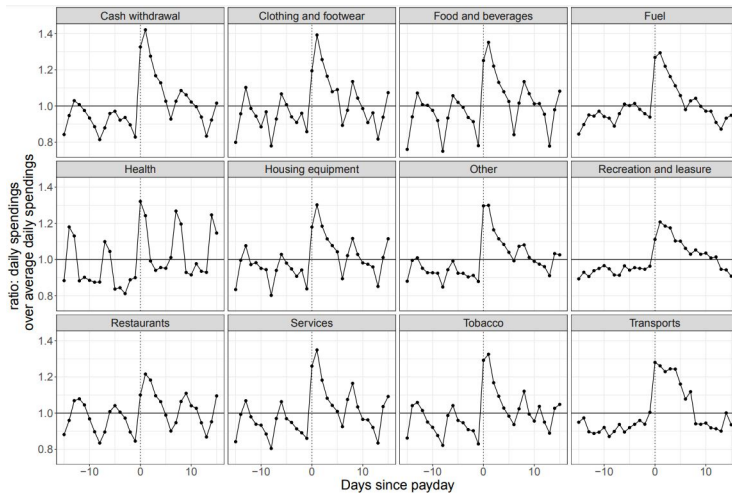 Cash withdrawal Clothing and footwear Food and beverages Fuel
1.4
1.2
1.0
0.8
Health Housing equipment Other Recreation and leasure
1.4
1.2
1.0
0.8
Restaurants Services Tobacco Transports
1.4
1.2
1.0
0.8
−10 0 10 −10 0 10 −10 0 10 −10 0 10
Days since payday
ratio: daily spendings
over average daily spendings